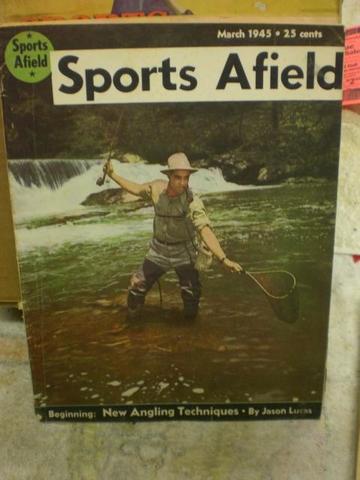 March 1945 • 25 cents
Sports
Afield
Sports Afield
Beginning: New Angling Techniques • By Jason Lucas